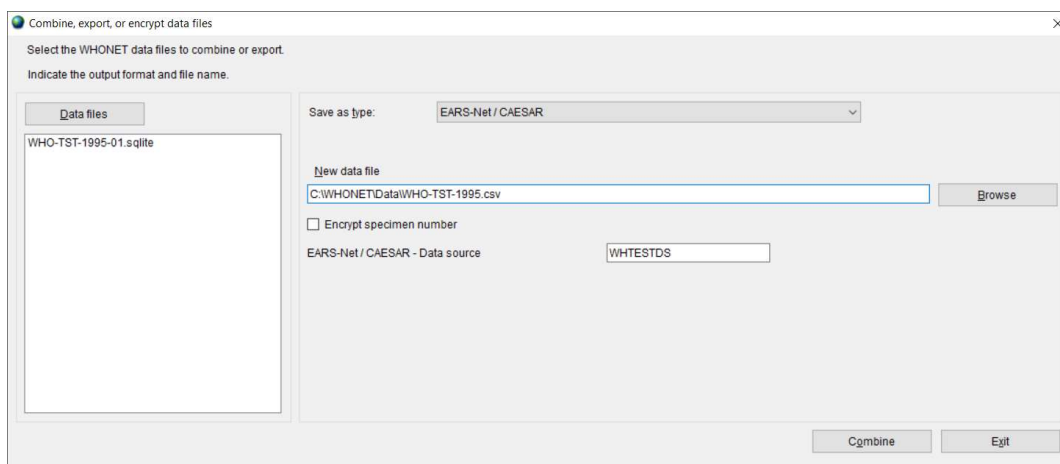 Combine, export, or encrypt data files
Select the WHONET data files to combine or export.
Indicate the output format and file name.
Data files
WHO-TST-1995-01.sqlite
Save as type:
EARS-Net / CAESAR
New data file
C:\WHONET\Data\WHO-TST-1995.csv
Browse
Encrypt specimen number
EARS-Net / CAESAR - Data source
WHTESTDS
Combine
Exit